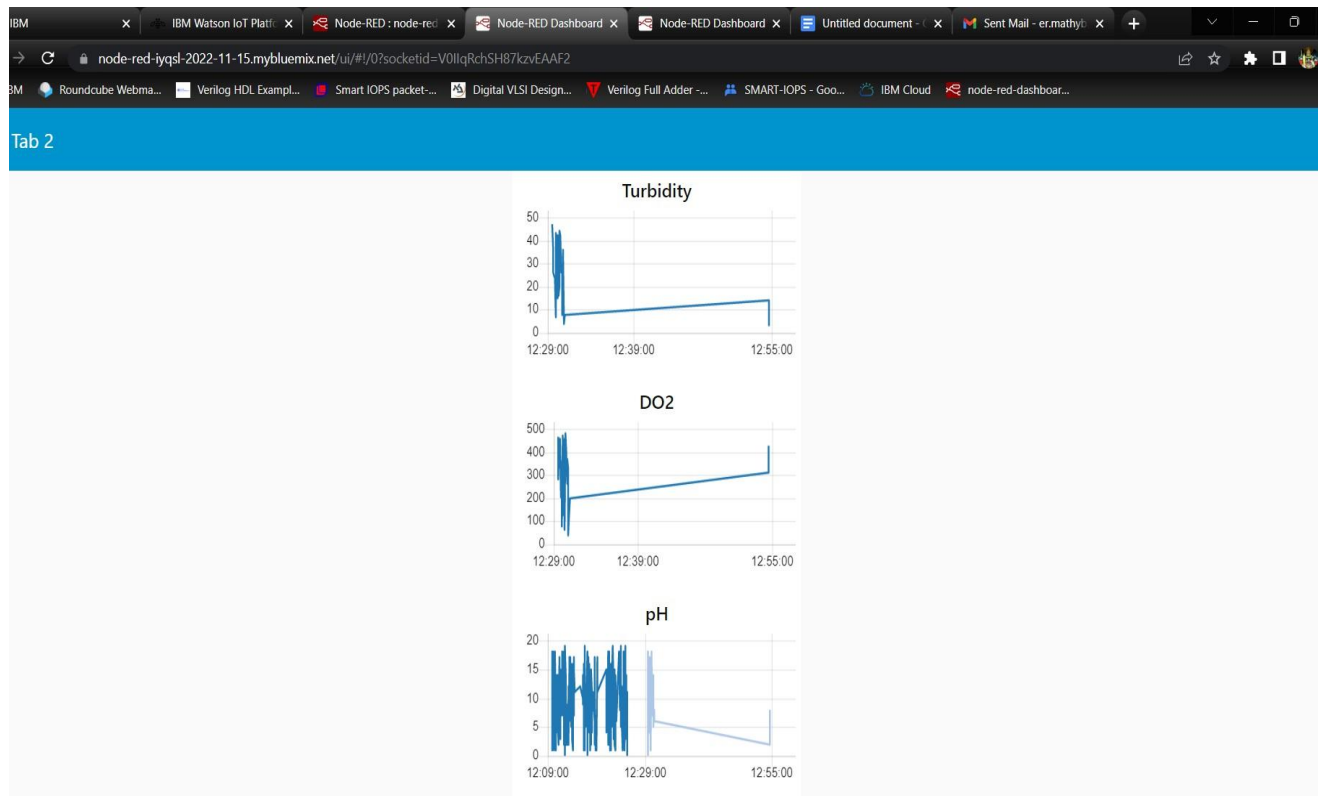 IBM IBM Watson IoT Platfo Node-RED : node-red Node-RED Dashboard Node-RED Dashboard Untitled document - Sent Mail - er.mathyb
node-red-iyqsl-2022-11-15.mybluemix.net/ui/#!/0?socketid=V0IIqRchSH87kzvEAAF2
BM Roundcube Webma... Verilog HDL Exampl... Smart IOPS packet-... Digital VLSI Design... Verilog Full Adder -... SMART-IOPS - Goo... IBM Cloud node-red-dashboar...
Tab 2
Turbidity
50
40
30
20
10
0
12:29:00 12:39:00 12:55:00
DO2
500
400
300
200
100
0
12:29:00 12:39:00 12:55:00
pH
20
15
10
5
0
12:09:00 12:29:00 12:55:00